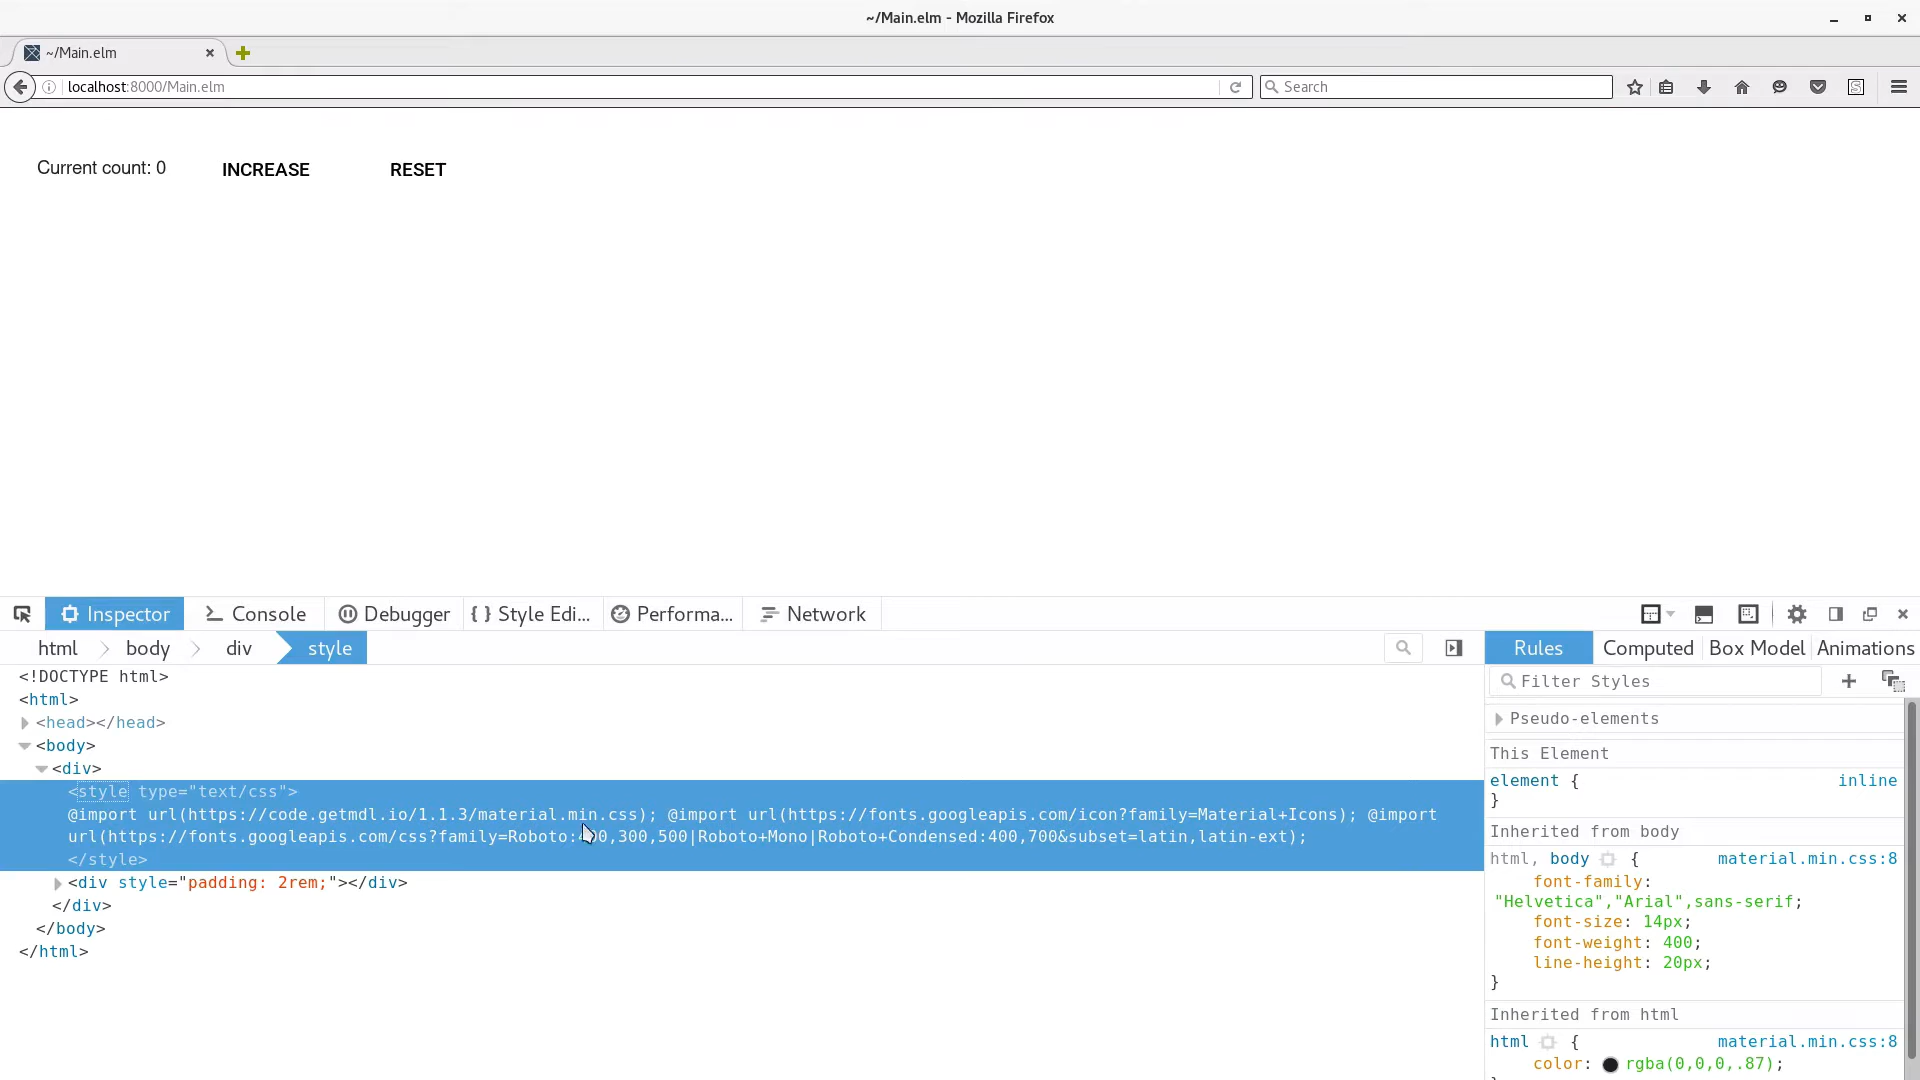 ~/Main.elm - Mozilla Firefox
~/Main.elm
localhost:8000/Main.elm
Search
Current count: 0 INCREASE RESET
Inspector Console Debugger { } Style Edi... Performa... Network
html body div style
Rules Computed Box Model Animations
<!DOCTYPE html>
<html>
<head></head>
<body>
<div>
<style type="text/css">
@import url(https://code.getmdl.io/1.1.3/material.min.css); @import url(https://fonts.googleapis.com/icon?family=Material+Icons); @import
url(https://fonts.googleapis.com/css?family=Roboto:400,300,500|Roboto+Mono|Roboto+Condensed:400,700&subset=latin,latin-ext);
</style>
<div style="padding: 2rem;"></div>
</div>
</body>
</html>
Filter Styles
Pseudo-elements
This Element
element { inline
}
Inherited from body
html, body { material.min.css:8
font-family:
"Helvetica","Arial",sans-serif;
font-size: 14px;
font-weight: 400;
line-height: 20px;
}
Inherited from html
html { material.min.css:8
color: rgba(0,0,0,.87);